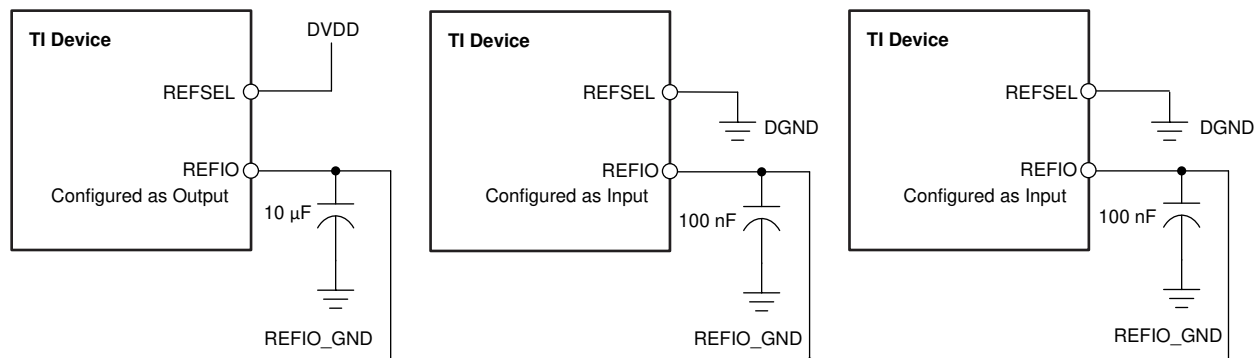 TI Device
DVDD
REFSEL
REFIO
Configured as Output
10 µF
REFIO_GND
TI Device
REFSEL
DGND
REFIO
Configured as Input
100 nF
REFIO_GND
TI Device
REFSEL
DGND
REFIO
Configured as Input
100 nF
REFIO_GND